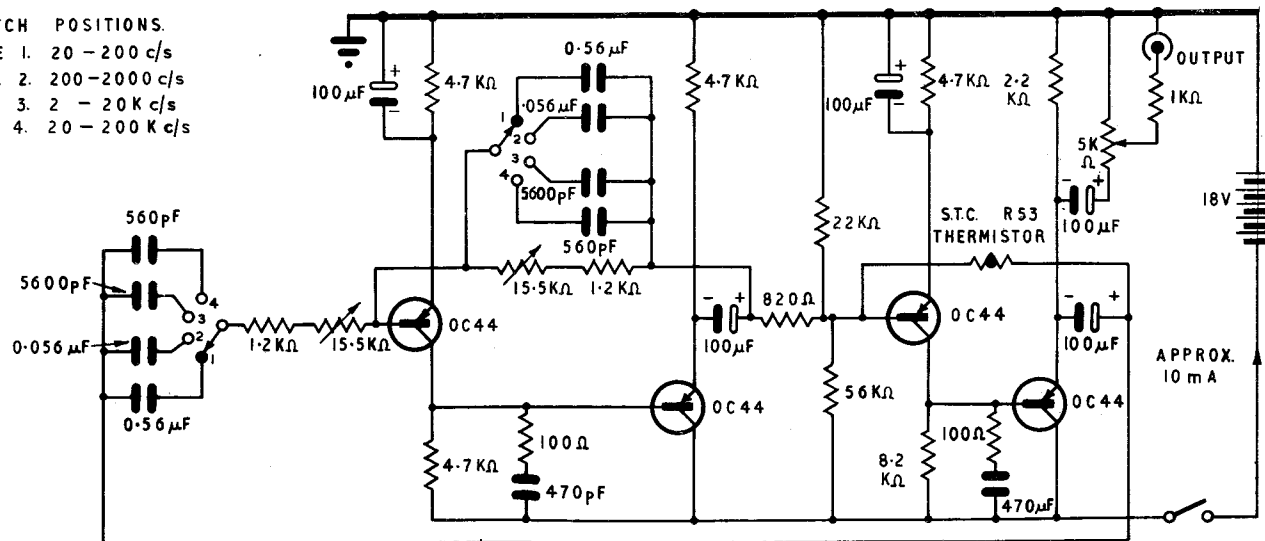 TCH POSITIONS.
E 1. 20 – 200 c/s
2. 200 – 2000 c/s
3. 2 – 20K c/s
4. 20 – 200 K c/s
100µF
+
-
4·7KΩ
0·56µF
·056µF
1
2
3
4
5600pF
560pF
15·5KΩ
1·2KΩ
4·7KΩ
100µF
+
-
4·7KΩ
2·2
KΩ
OUTPUT
1KΩ
5K
Ω
- +
100µF
18V
22KΩ
S.T.C. R53
THERMISTOR
560pF
5600pF
0·056µF
0·56µF
4
3
2
1
1·2KΩ
15·5KΩ
OC44
- +
100µF
820Ω
OC44
- +
100µF
APPROX.
10mA
OC44
56KΩ
OC44
100Ω
4·7KΩ
470pF
8·2
KΩ
100Ω
470µF